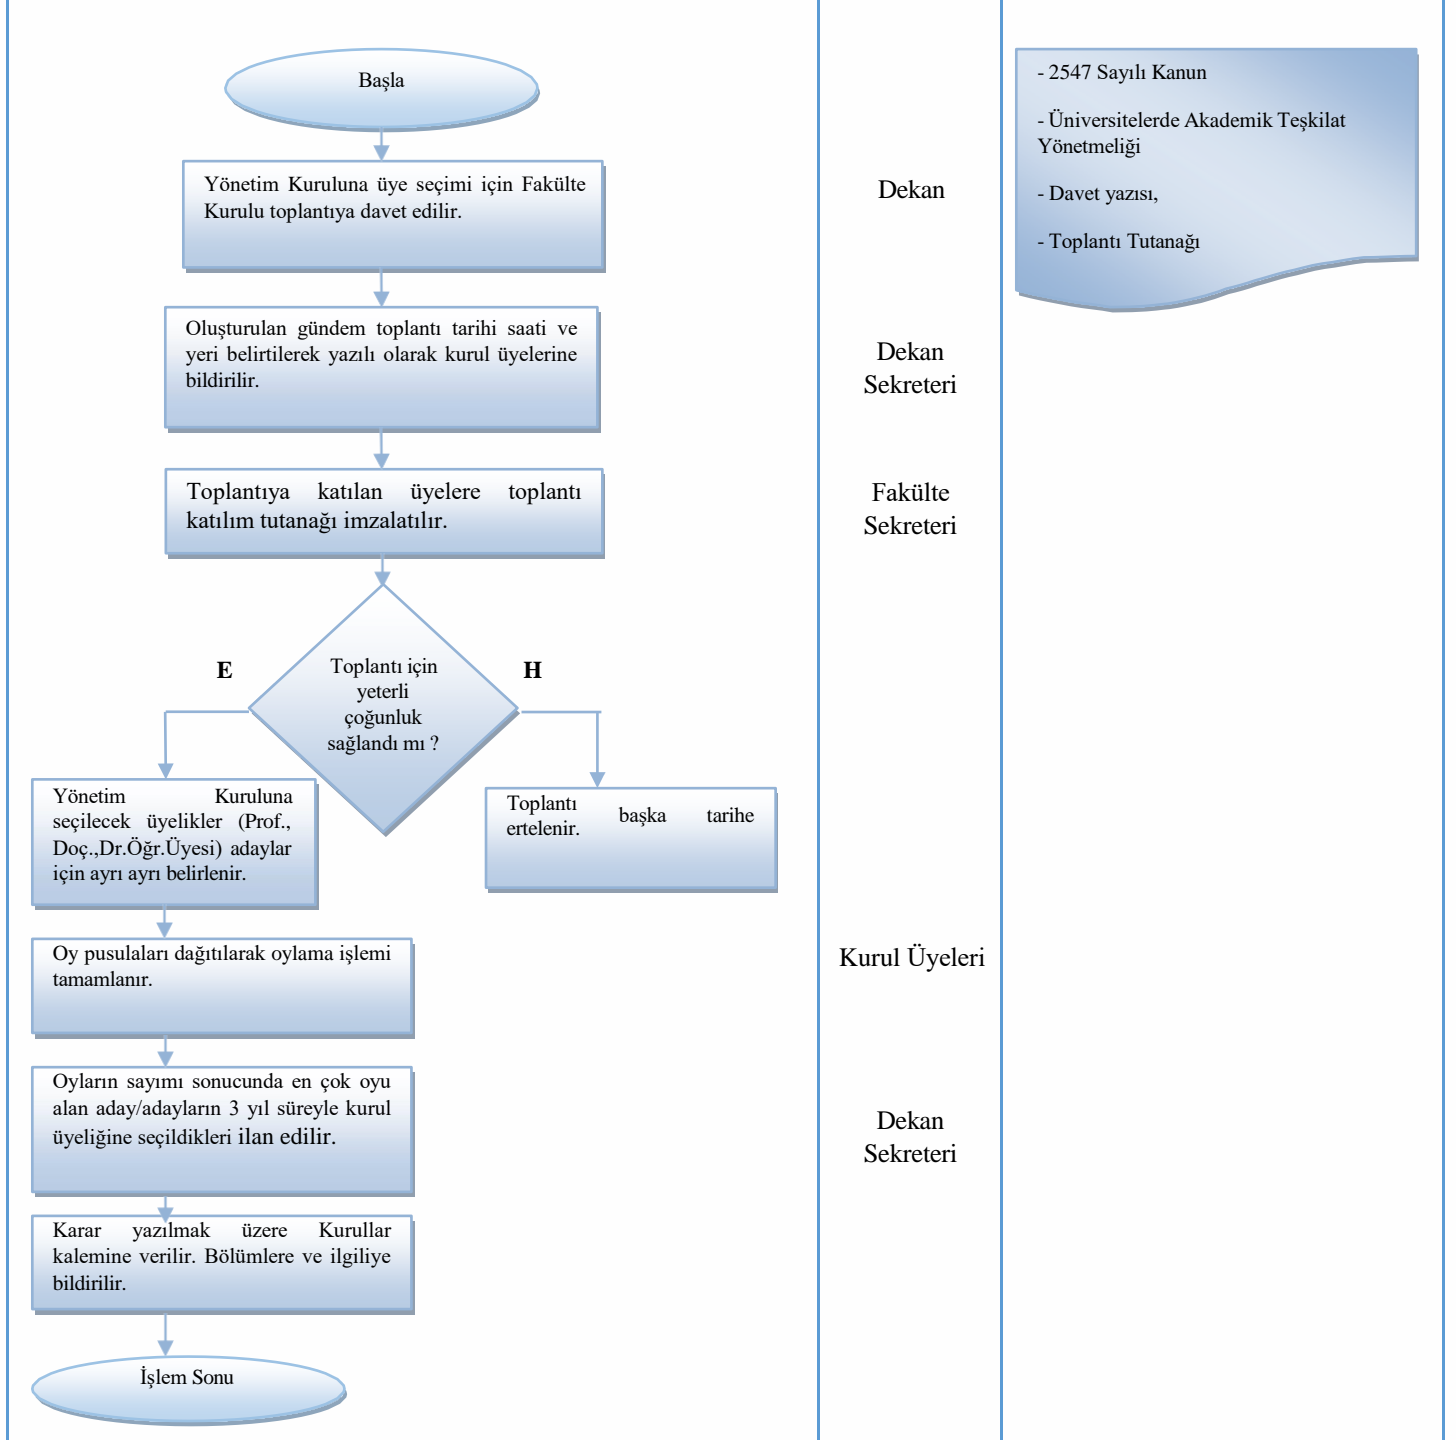 Başla
Yönetim Kuruluna üye seçimi için Fakülte
Kurulu toplantıya davet edilir.
Dekan
- 2547 Sayılı Kanun
- Üniversitelerde Akademik Teşkilat
Yönetmeliği
- Davet yazısı,
- Toplantı Tutanağı
Oluşturulan gündem toplantı tarihi saati ve
yeri belirtilerek yazılı olarak kurul üyelerine
bildirilir.
Dekan
Sekreteri
Toplantıya katılan üyelere toplantı
katılım tutanağı imzalatılır.
Fakülte
Sekreteri
E
Toplantı için
yeterli
çoğunluk
sağlandı mı ?
H
Yönetim Kuruluna
seçilecek üyelikler (Prof.,
Doç.,Dr.Öğr.Üyesi) adaylar
için ayrı ayrı belirlenir.
Toplantı başka tarihe
ertelenir.
Oy pusulaları dağıtılarak oylama işlemi
tamamlanır.
Kurul Üyeleri
Oyların sayımı sonucunda en çok oyu
alan aday/adayların 3 yıl süreyle kurul
üyeliğine seçildikleri ilan edilir.
Dekan
Sekreteri
Karar yazılmak üzere Kurullar
kalemine verilir. Bölümlere ve ilgiliye
bildirilir.
İşlem Sonu